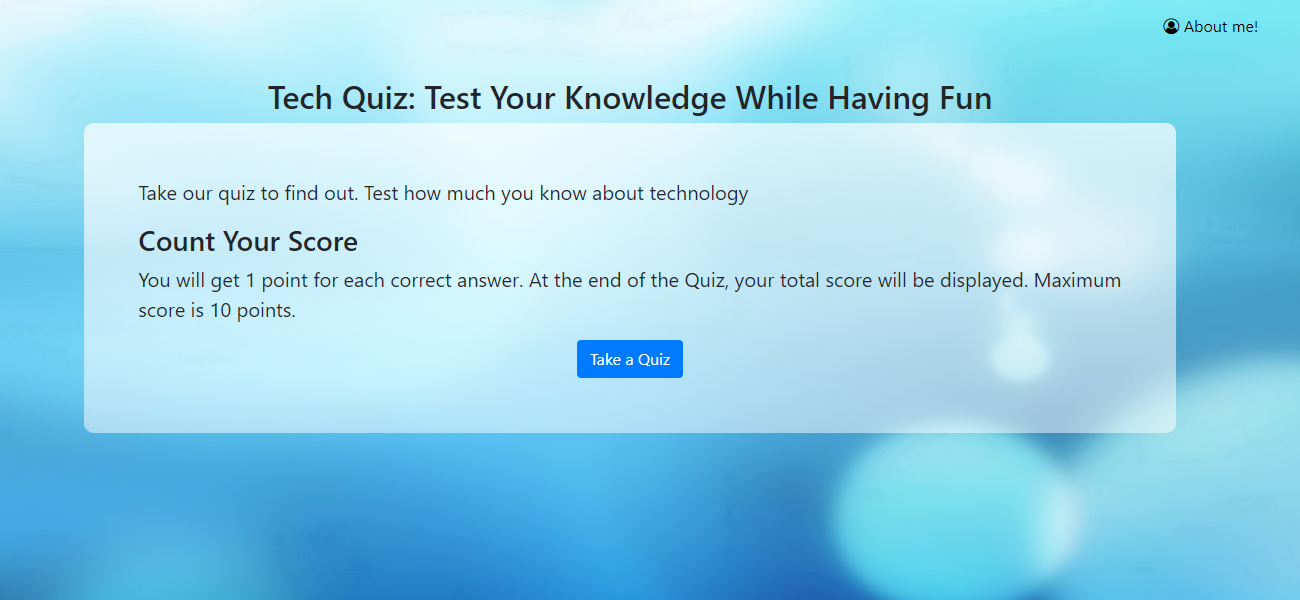 About me!
Tech Quiz: Test Your Knowledge While Having Fun
Take our quiz to find out. Test how much you know about technology
Count Your Score
You will get 1 point for each correct answer. At the end of the Quiz, your total score will be displayed. Maximum
score is 10 points.
Take a Quiz